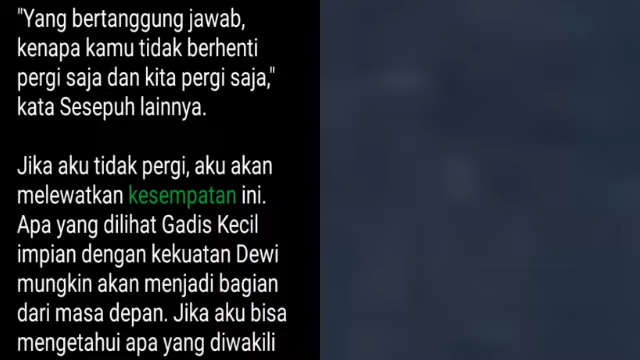 "Yang bertanggung jawab,
kenapa kamu tidak berhenti
pergi saja dan kita pergi saja,"
kata Sesepuh lainnya.
Jika aku tidak pergi, aku akan
melewatkan kesempatan ini.
Apa yang dilihat Gadis Kecil
impian dengan kekuatan Dewi
mungkin akan menjadi bagian
dari masa depan. Jika aku bisa
mengetahui apa yang diwakili